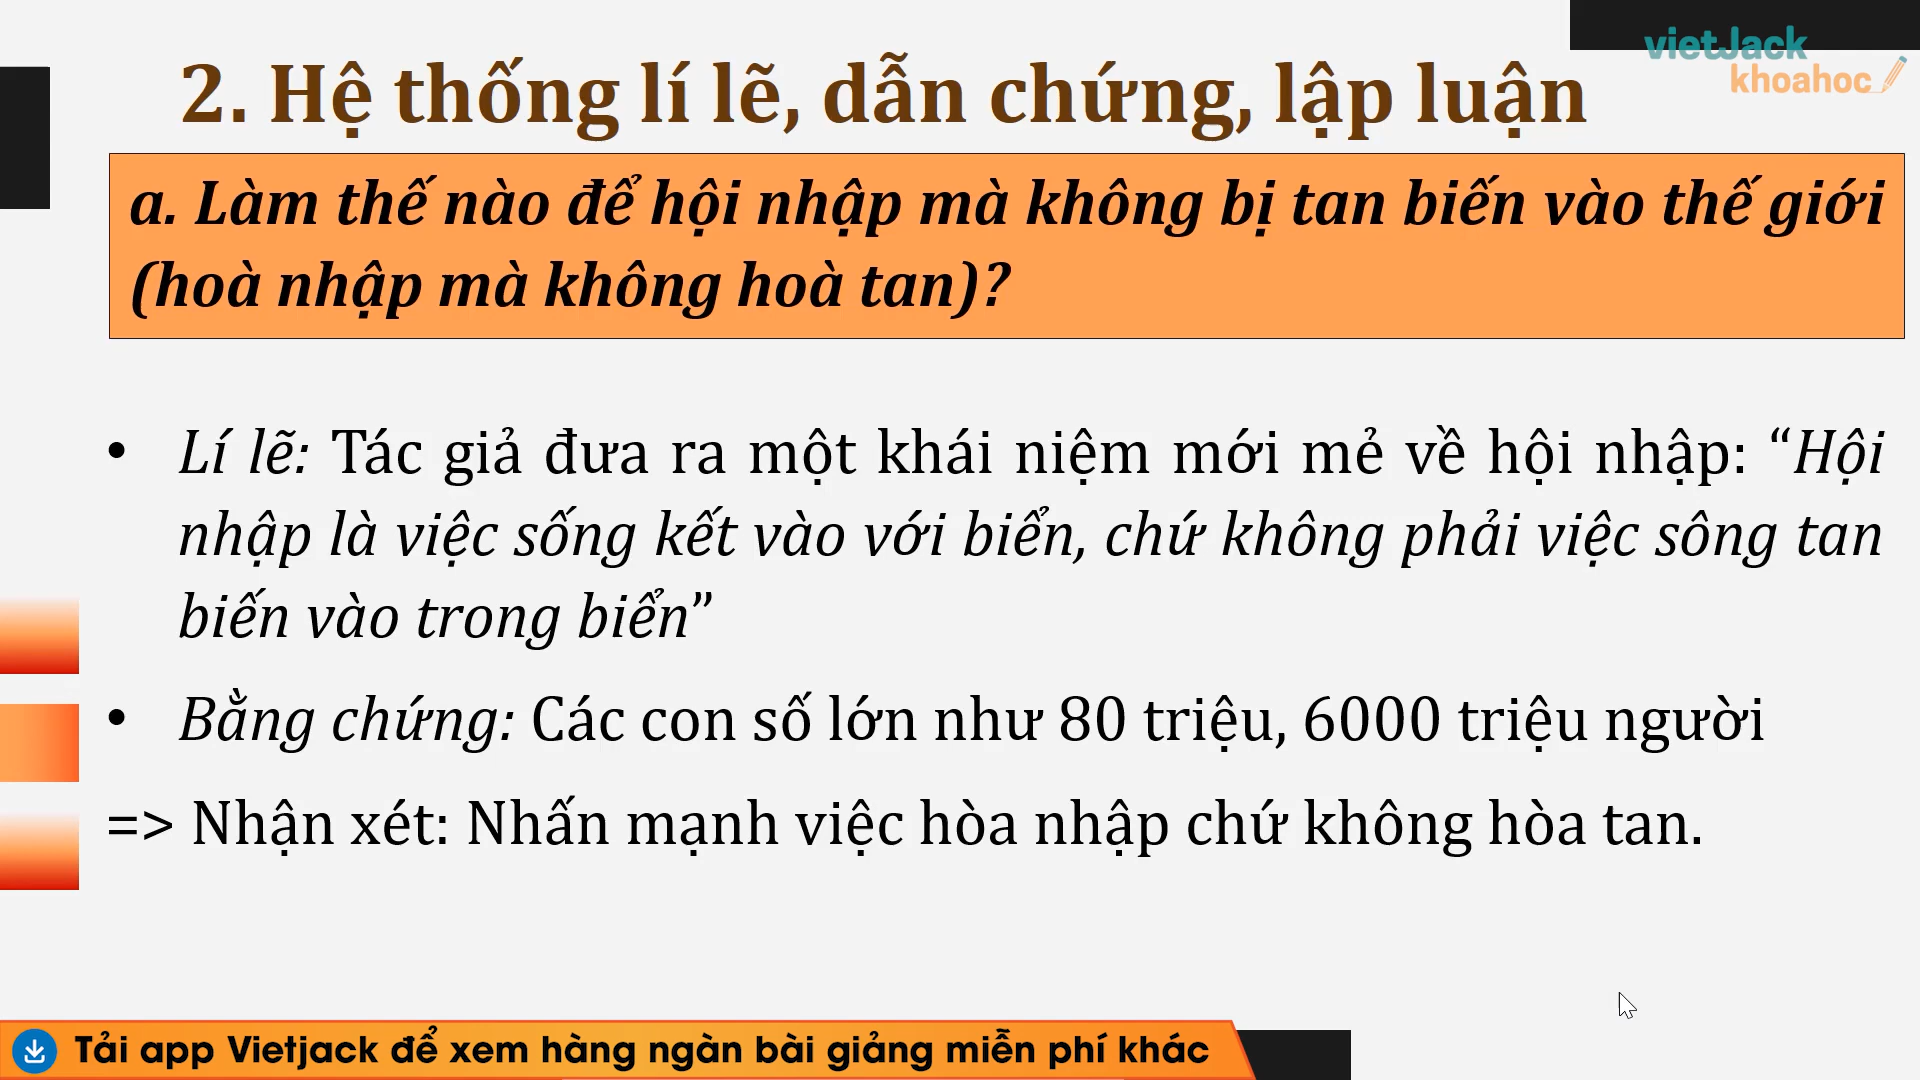 vietJack
khoahoc
2. Hệ thống lí lẽ, dẫn chứng, lập luận
a. Làm thế nào để hội nhập mà không bị tan biến vào thế giới
(hoà nhập mà không hoà tan)?
• Lí lẽ: Tác giả đưa ra một khái niệm mới mẻ về hội nhập: “Hội
nhập là việc sống kết vào với biển, chứ không phải việc sông tan
biến vào trong biển”
• Bằng chứng: Các con số lớn như 80 triệu, 6000 triệu người
=> Nhận xét: Nhấn mạnh việc hòa nhập chứ không hòa tan.
Tải app Vietjack để xem hàng ngàn bài giảng miễn phí khác